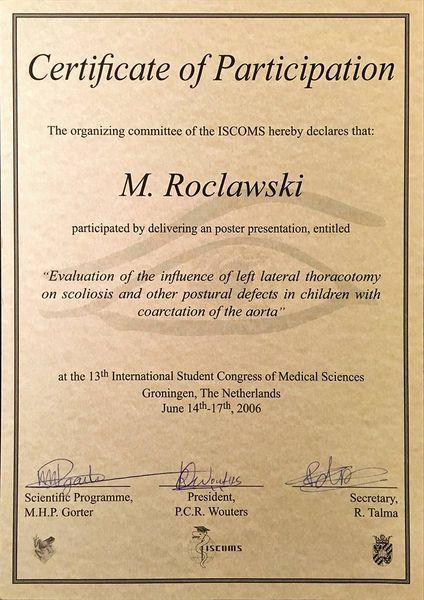 Certificate of Participation
The organizing committee of the ISCOMS hereby declares that:
M. Roclawski
participated by delivering an poster presentation, entitled
“Evaluation of the influence of left lateral thoracotomy
on scoliosis and other postural defects in children with
coarctation of the aorta”
at the 13th International Student Congress of Medical Sciences
Groningen, The Netherlands
June 14th-17th, 2006
Scientific Programme, President, Secretary,
M.H.P. Gorter P.C.R. Wouters R. Talma
ISCOMS